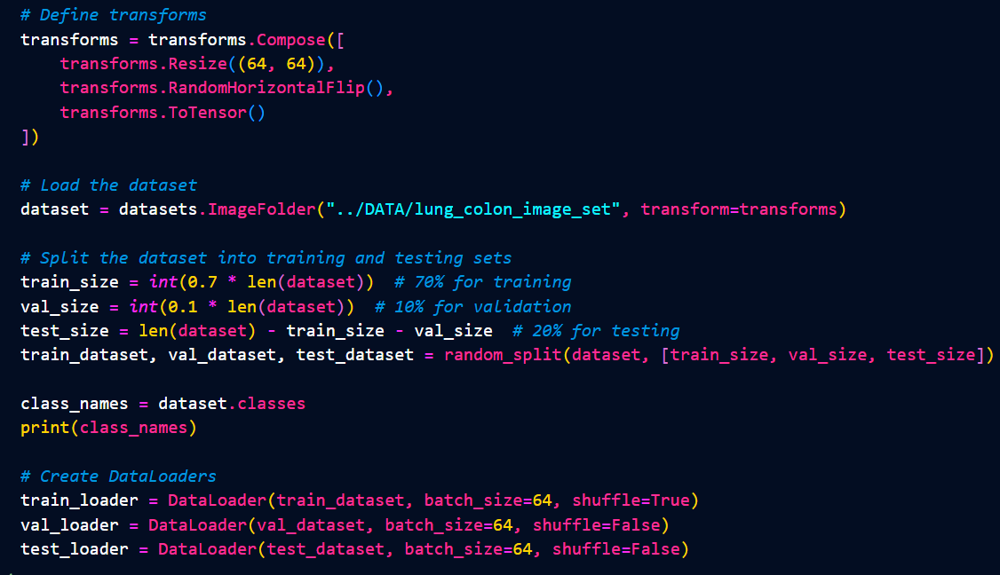 # Define transforms
transforms = transforms.Compose([
    transforms.Resize((64, 64)),
    transforms.RandomHorizontalFlip(),
    transforms.ToTensor()
])

# Load the dataset
dataset = datasets.ImageFolder("../DATA/lung_colon_image_set", transform=transforms)

# Split the dataset into training and testing sets
train_size = int(0.7 * len(dataset))  # 70% for training
val_size = int(0.1 * len(dataset))  # 10% for validation
test_size = len(dataset) - train_size - val_size  # 20% for testing
train_dataset, val_dataset, test_dataset = random_split(dataset, [train_size, val_size, test_size])

class_names = dataset.classes
print(class_names)

# Create DataLoaders
train_loader = DataLoader(train_dataset, batch_size=64, shuffle=True)
val_loader = DataLoader(val_dataset, batch_size=64, shuffle=False)
test_loader = DataLoader(test_dataset, batch_size=64, shuffle=False)